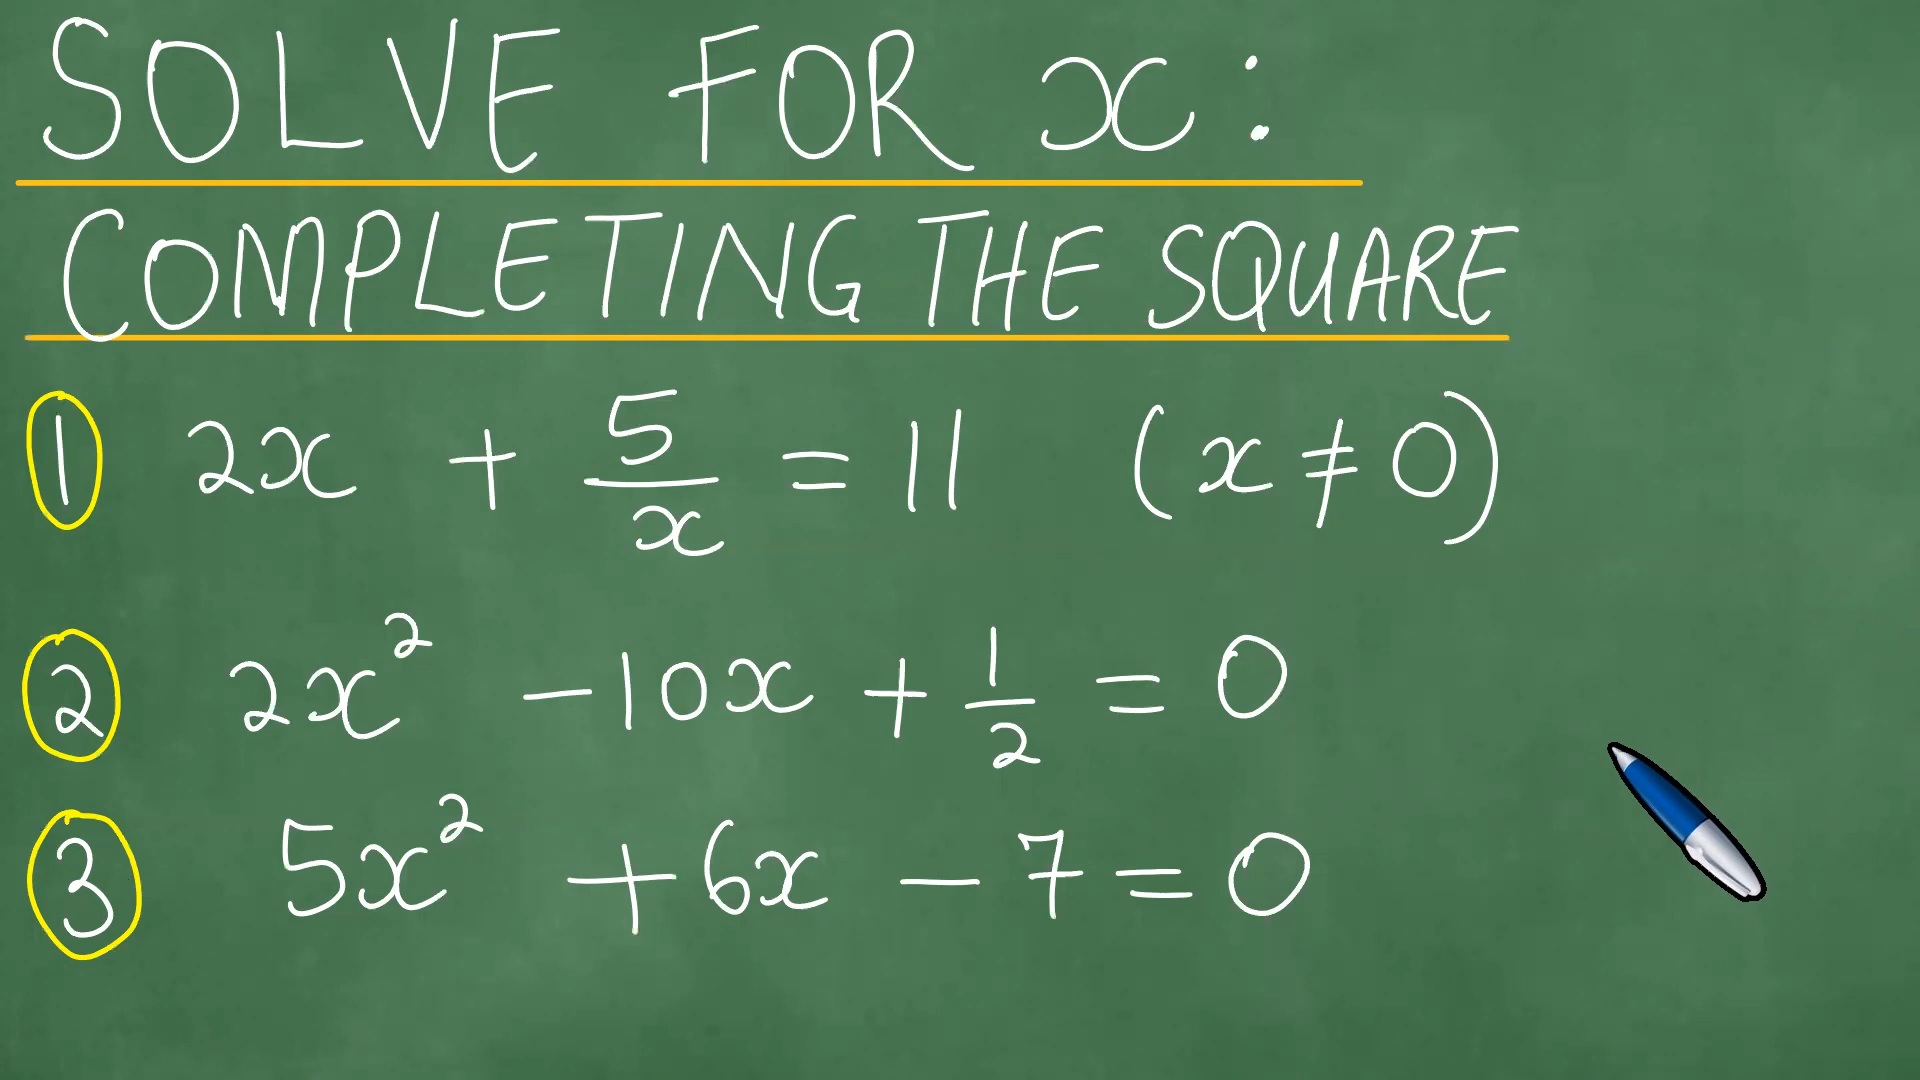 SOLVE FOR x:
COMPLETING THE SQUARE
① 2x + 5/x = 11 (x ≠ 0)
② 2x² - 10x + 1/2 = 0
③ 5x² + 6x - 7 = 0